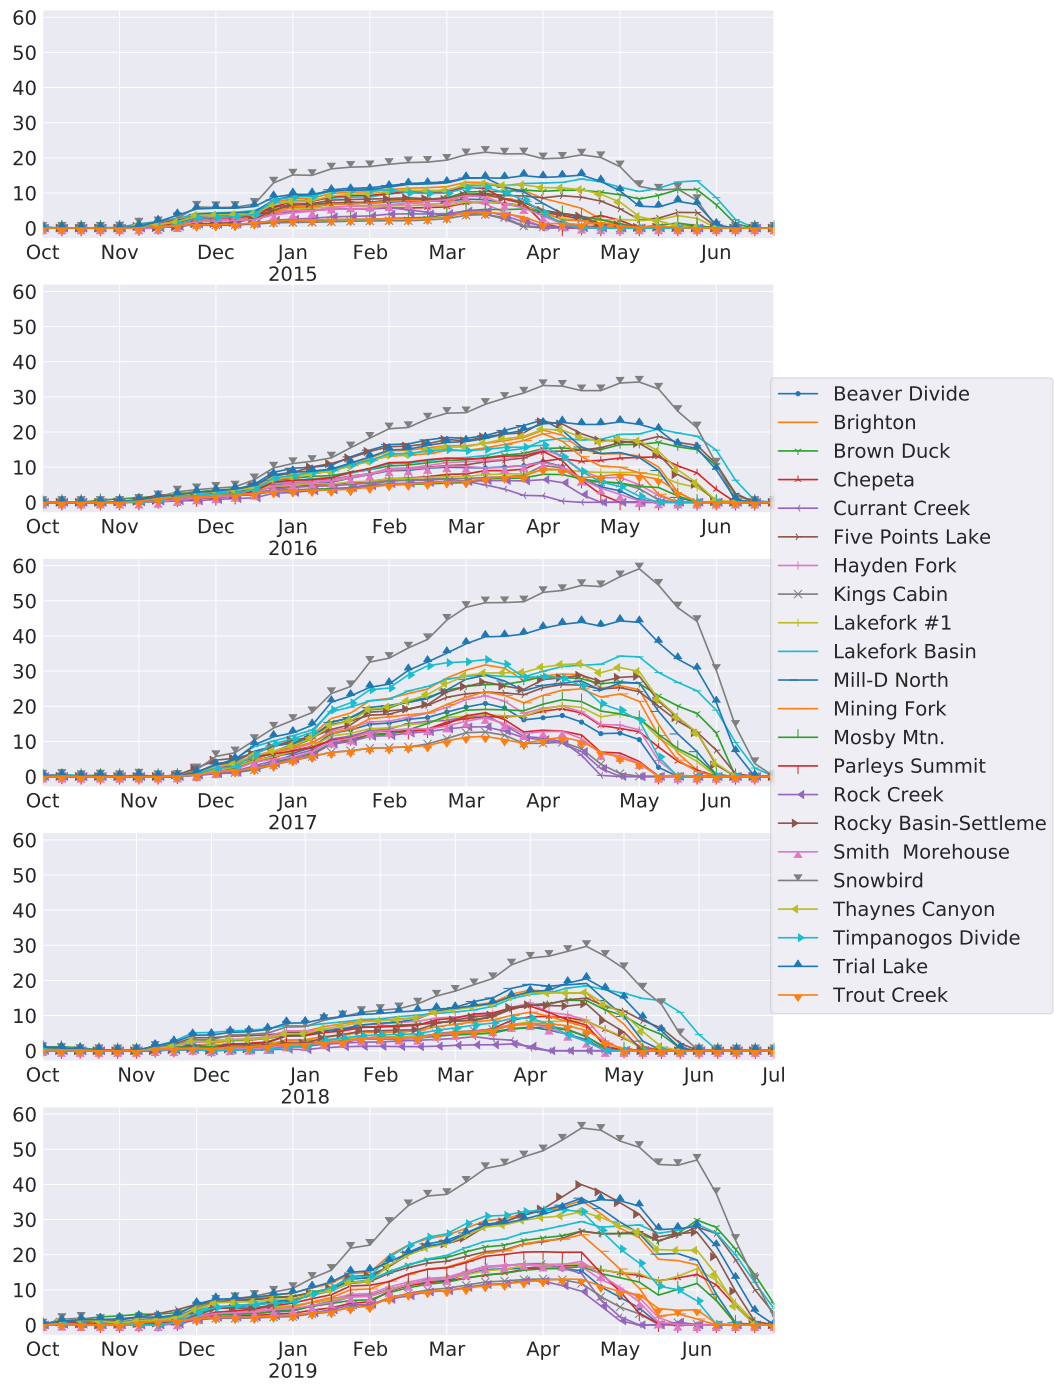 60
50
40
30
20
10
0
Oct Nov Dec Jan Feb Mar Apr May Jun
2015
60
50
40
30
20
10
0
Oct Nov Dec Jan Feb Mar Apr May Jun
2016
60
50
40
30
20
10
0
Oct Nov Dec Jan Feb Mar Apr May Jun
2017
60
50
40
30
20
10
0
Oct Nov Dec Jan Feb Mar Apr May Jun Jul
2018
60
50
40
30
20
10
0
Oct Nov Dec Jan Feb Mar Apr May Jun
2019
Beaver Divide
Brighton
Brown Duck
Chepeta
Currant Creek
Five Points Lake
Hayden Fork
Kings Cabin
Lakefork #1
Lakefork Basin
Mill-D North
Mining Fork
Mosby Mtn.
Parleys Summit
Rock Creek
Rocky Basin-Settleme
Smith  Morehouse
Snowbird
Thaynes Canyon
Timpanogos Divide
Trial Lake
Trout Creek